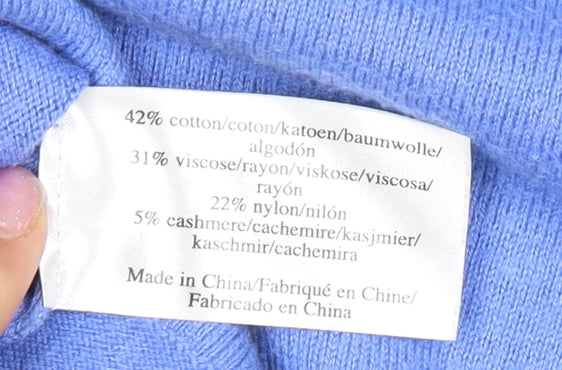 42% cotton/coton/katoen/baumwolle/
algodón
31% viscose/rayon/viskose/viscosa/
rayón
22% nylon/nilón
5% cashmere/cachemire/kasjmier/
kaschmir/cachemira
Made in China/Fabriqué en Chine/
Fabricado en China